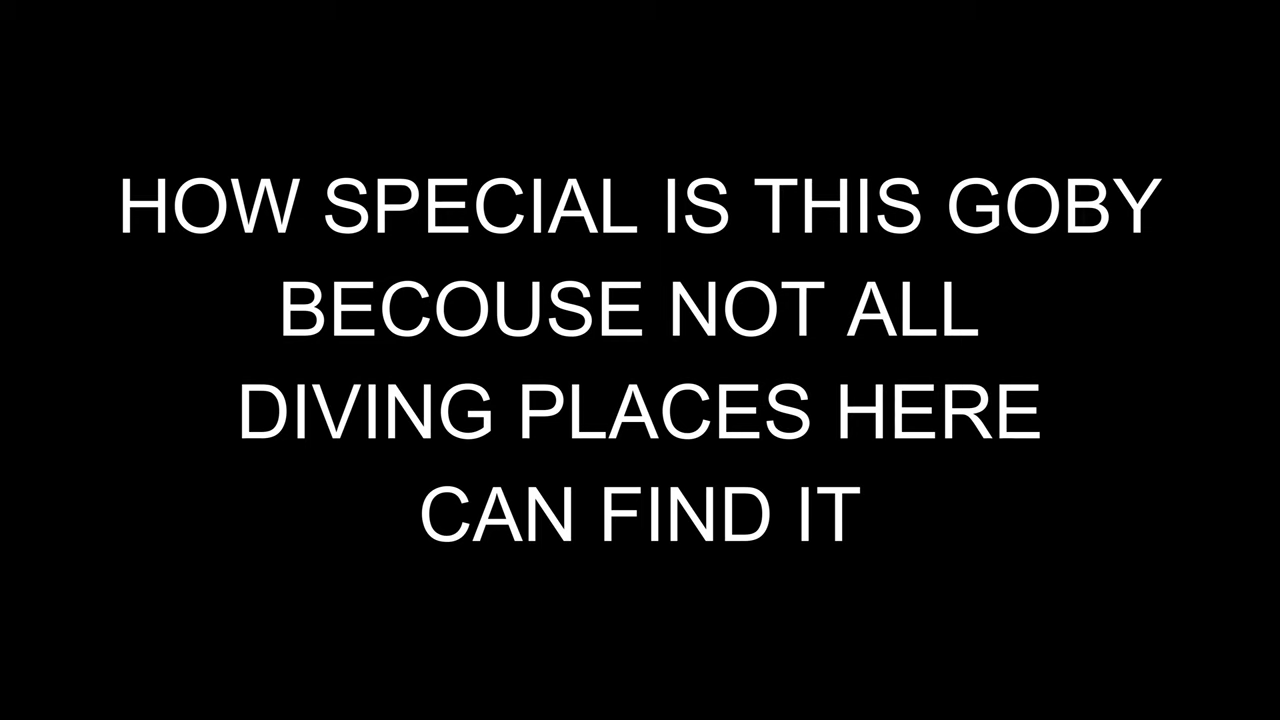 HOW SPECIAL IS THIS GOBY
BECOUSE NOT ALL
DIVING PLACES HERE
CAN FIND IT